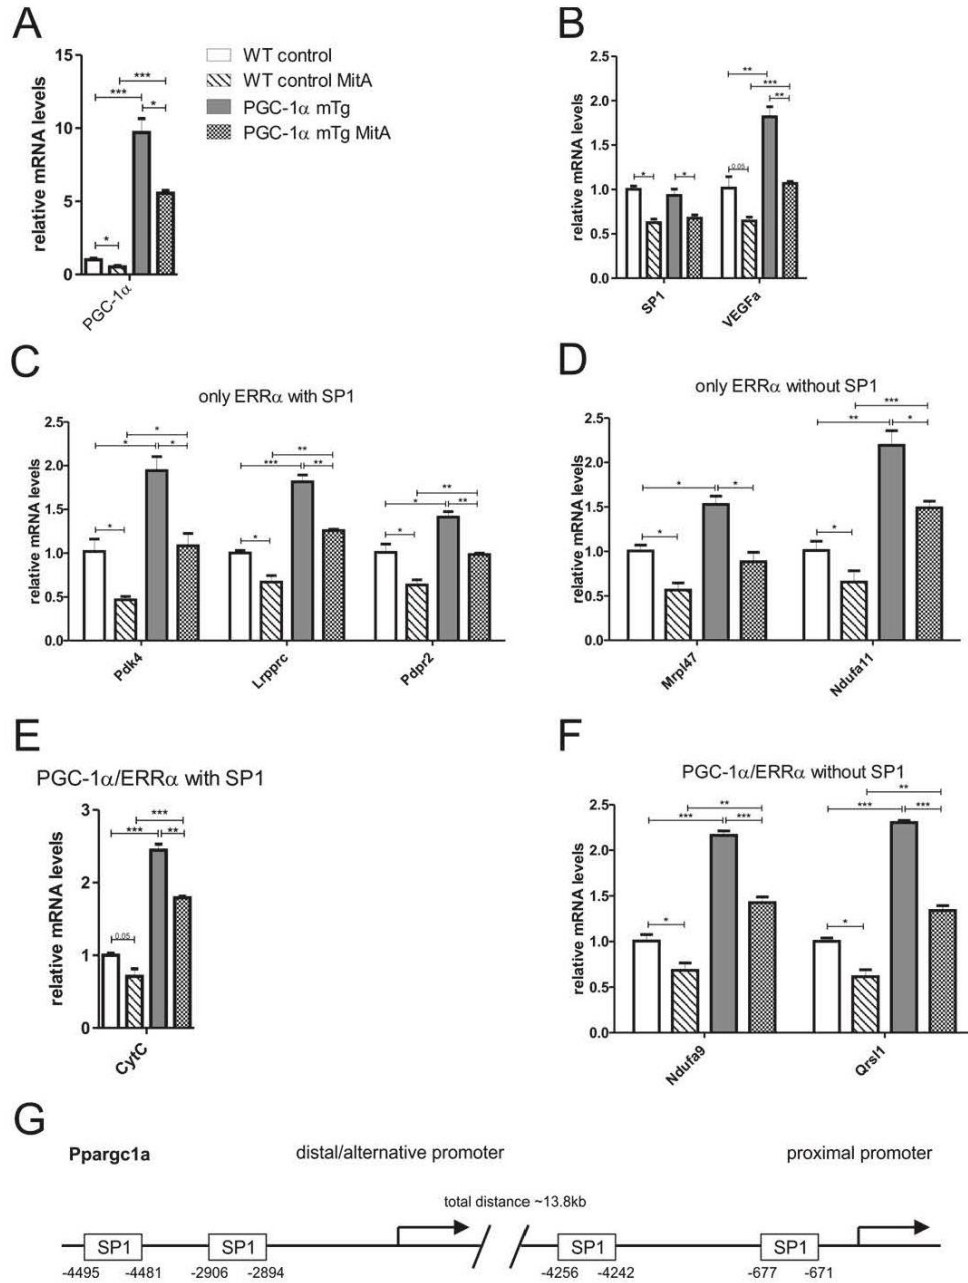 A
B
WT control
WT control MitA
PGC-1α mTg
PGC-1α mTg MitA
relative mRNA levels
15
10
5
0
***
***
*
*
PGC-1α
relative mRNA levels
2.5
2.0
1.5
1.0
0.5
0.0
**
***
**
*
*
0.05
SP1
VEGFa
C
D
only ERRα with SP1
relative mRNA levels
2.5
2.0
1.5
1.0
0.5
0.0
*
*
*
*
**
***
**
*
**
*
**
*
Pdk4
Lrpprc
Pdpr2
only ERRα without SP1
relative mRNA levels
2.5
2.0
1.5
1.0
0.5
0.0
*
*
*
***
**
*
*
Mrpl47
Ndufa11
E
F
PGC-1α/ERRα with SP1
relative mRNA levels
3
2
1
0
***
***
**
0.05
CytC
PGC-1α/ERRα without SP1
relative mRNA levels
2.5
2.0
1.5
1.0
0.5
0.0
**
***
***
*
**
***
***
*
Ndufa9
Qrsl1
G
Ppargc1a
distal/alternative promoter
proximal promoter
total distance ~13.8kb
SP1
SP1
SP1
SP1
-4495
-4481
-2906
-2894
-4256
-4242
-677
-671